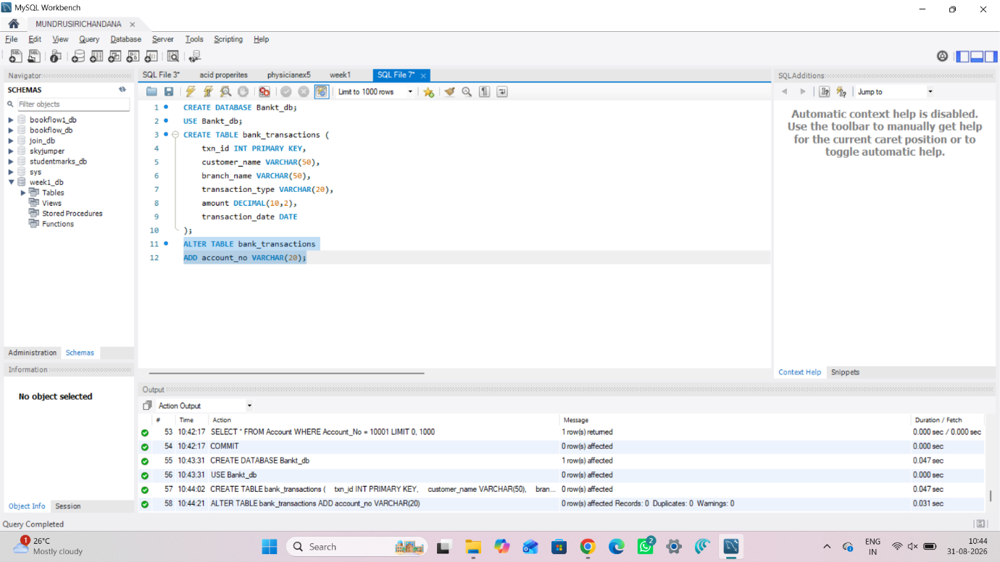 MySQL Workbench
MUNDRUSIRICHANDANA
File Edit View Query Database Server Tools Scripting Help
Navigator
SCHEMAS
Filter objects
bookflow1_db
bookflow_db
join_db
skyjumper
studentmarks_db
sys
week1_db
Tables
Views
Stored Procedures
Functions
Administration Schemas
Information
No object selected
Object Info Session
SQL File 3* acid properites physicianex5 week1 SQL File 7*
Limit to 1000 rows
1 CREATE DATABASE Bankt_db;
2 USE Bankt_db;
3 CREATE TABLE bank_transactions (
4 txn_id INT PRIMARY KEY,
5 customer_name VARCHAR(50),
6 branch_name VARCHAR(50),
7 transaction_type VARCHAR(20),
8 amount DECIMAL(10,2),
9 transaction_date DATE
10 );
11 ALTER TABLE bank_transactions
12 ADD account_no VARCHAR(20);
SQLAdditions
Jump to
Automatic context help is disabled.
Use the toolbar to manually get help
for the current caret position or to
toggle automatic help.
Context Help Snippets
Output
Action Output
# Time Action Message Duration / Fetch
53 10:42:17 SELECT * FROM Account WHERE Account_No = 10001 LIMIT 0, 1000 1 row(s) returned 0.000 sec / 0.000 sec
54 10:42:17 COMMIT 0 row(s) affected 0.000 sec
55 10:43:31 CREATE DATABASE Bankt_db 1 row(s) affected 0.047 sec
56 10:43:31 USE Bankt_db 0 row(s) affected 0.000 sec
57 10:44:02 CREATE TABLE bank_transactions ( txn_id INT PRIMARY KEY, customer_name VARCHAR(50), bran... 0 row(s) affected 0.047 sec
58 10:44:21 ALTER TABLE bank_transactions ADD account_no VARCHAR(20) 0 row(s) affected Records: 0 Duplicates: 0 Warnings: 0 0.031 sec
Query Completed
1
26°C
Mostly cloudy
Search
2
ENG
IN
10:44
31-08-2026